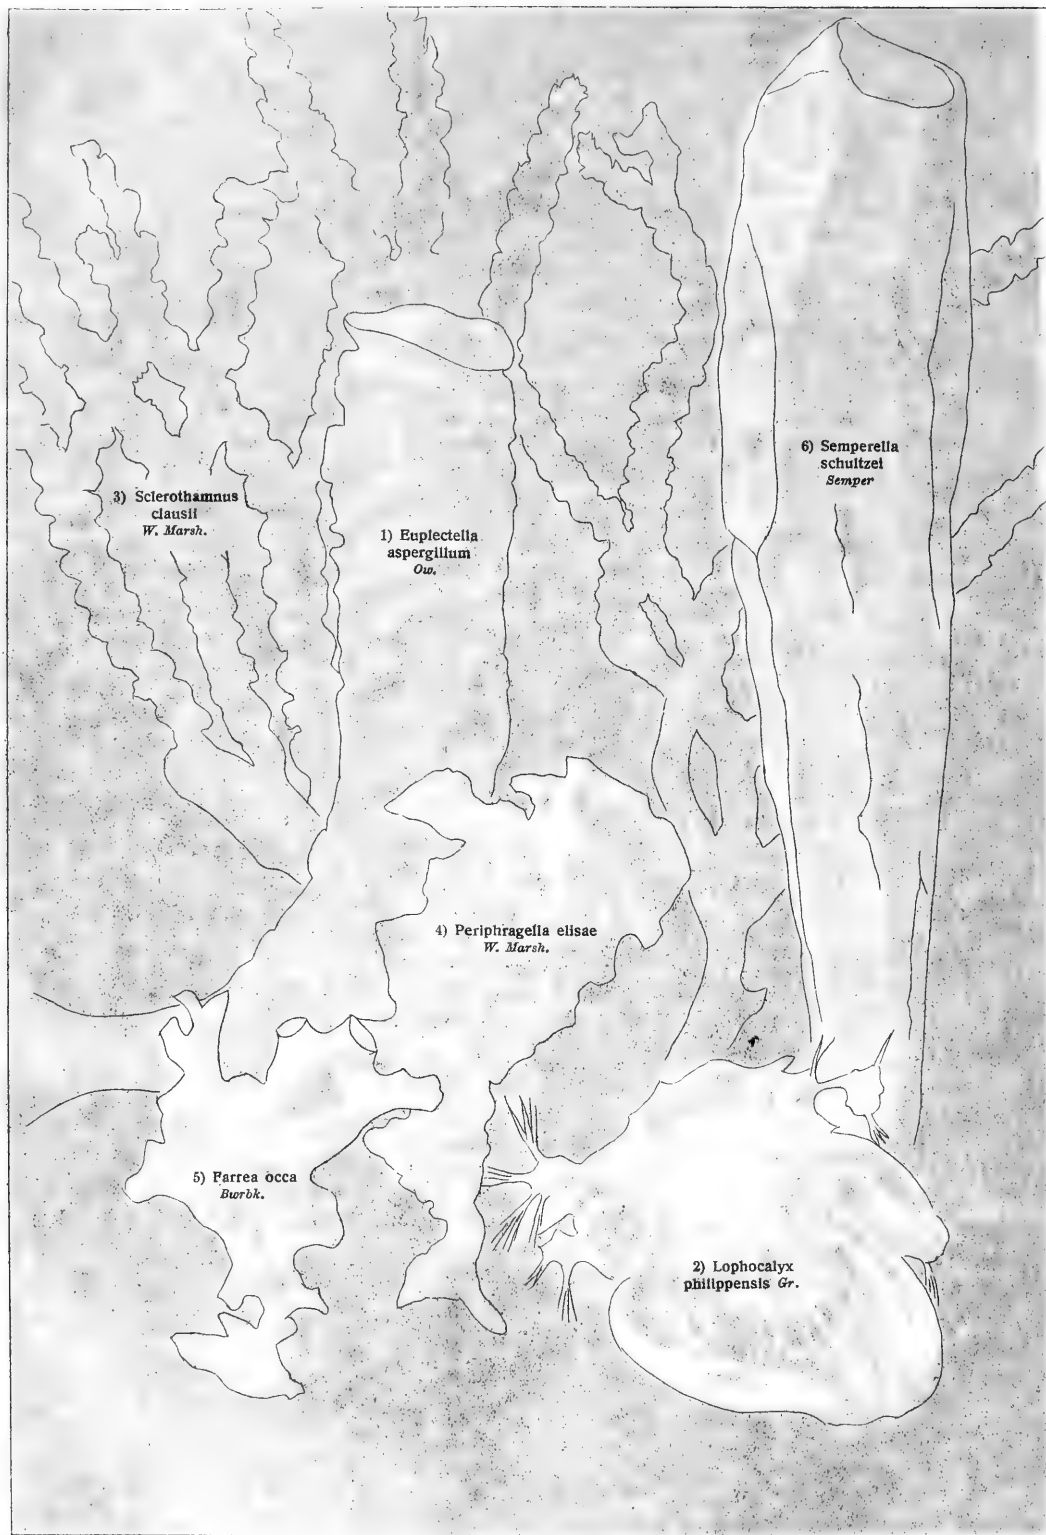 6) Semperella
schultzei
Semper
3) Sclerothamnus
clausii
W. Marsh.
1) Euplectella
aspergillum
Ow.
4) Periphragella elisae
W. Marsh.
5) Farrea occa
Bwrbk.
2) Lophocalyx
philippensis Gr.